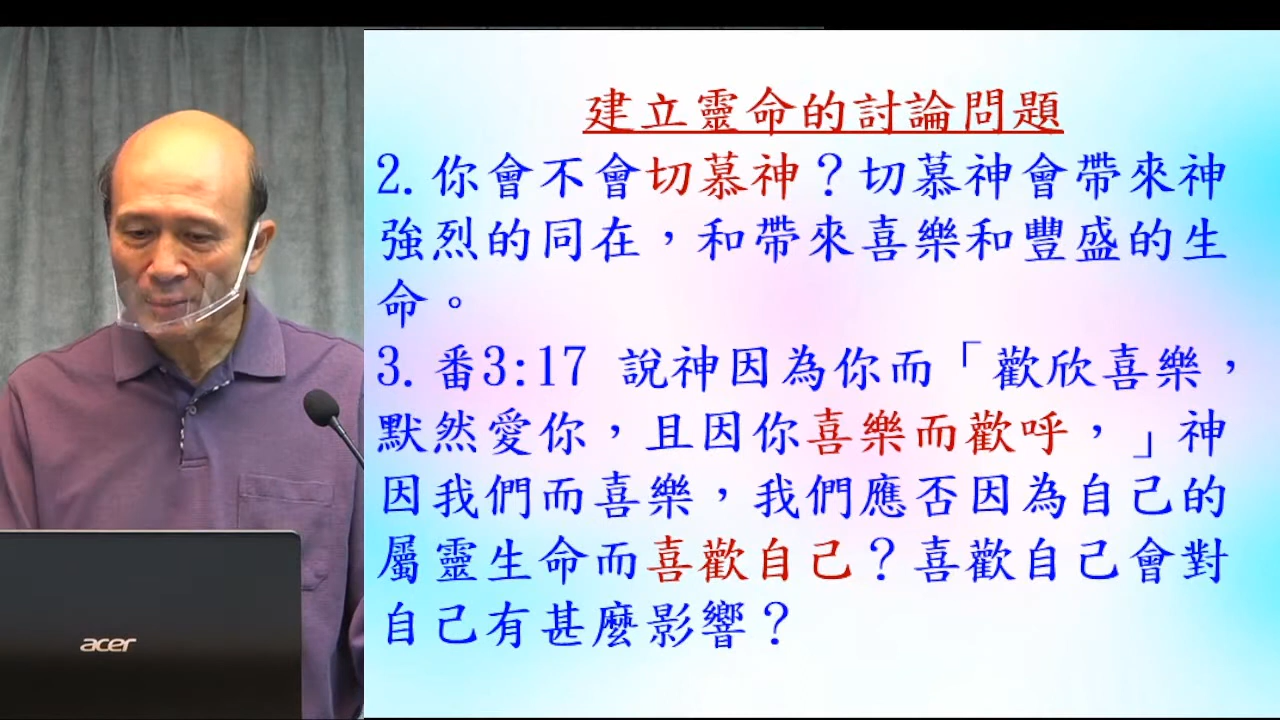 建立靈命的討論問題
2. 你會不會切慕神？切慕神會帶來神
強烈的同在，和帶來喜樂和豐盛的生
命。
3. 番3:17 說神因為你而「歡欣喜樂，
默然愛你，且因你喜樂而歡呼，」神
因我們而喜樂，我們應否因為自己的
屬靈生命而喜歡自己？喜歡自己會對
自己有甚麼影響？
acer